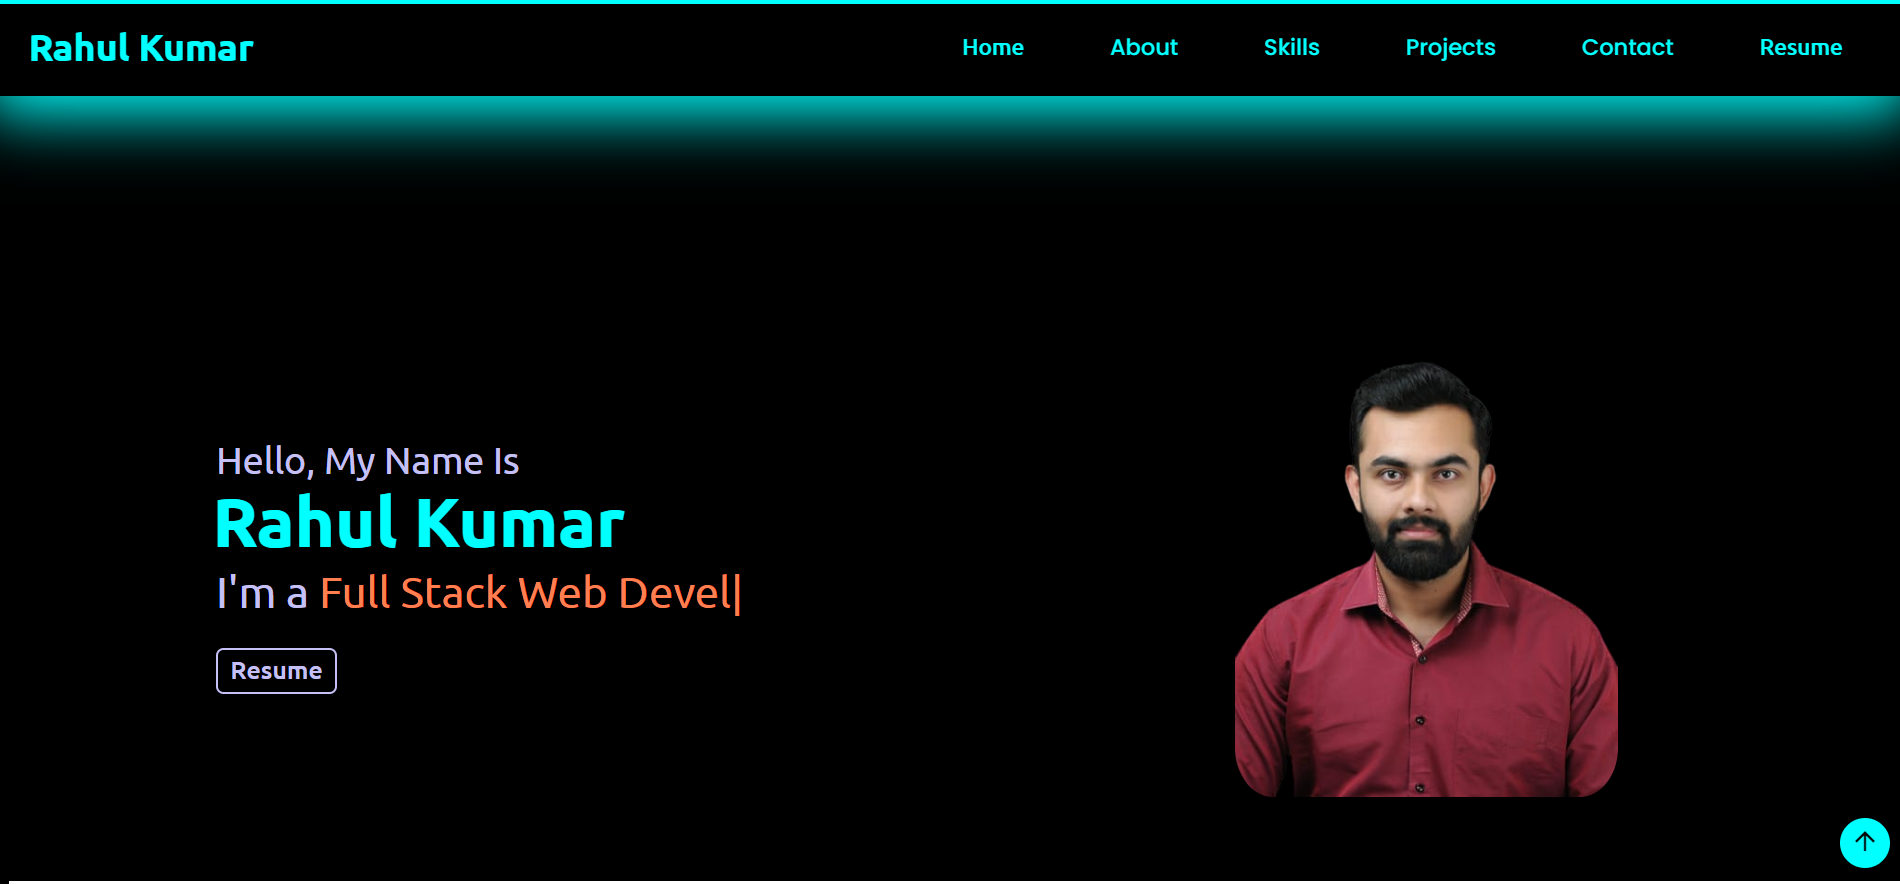 Rahul Kumar
Home About Skills Projects Contact Resume
Hello, My Name Is
Rahul Kumar
I'm a Full Stack Web Devel|
Resume